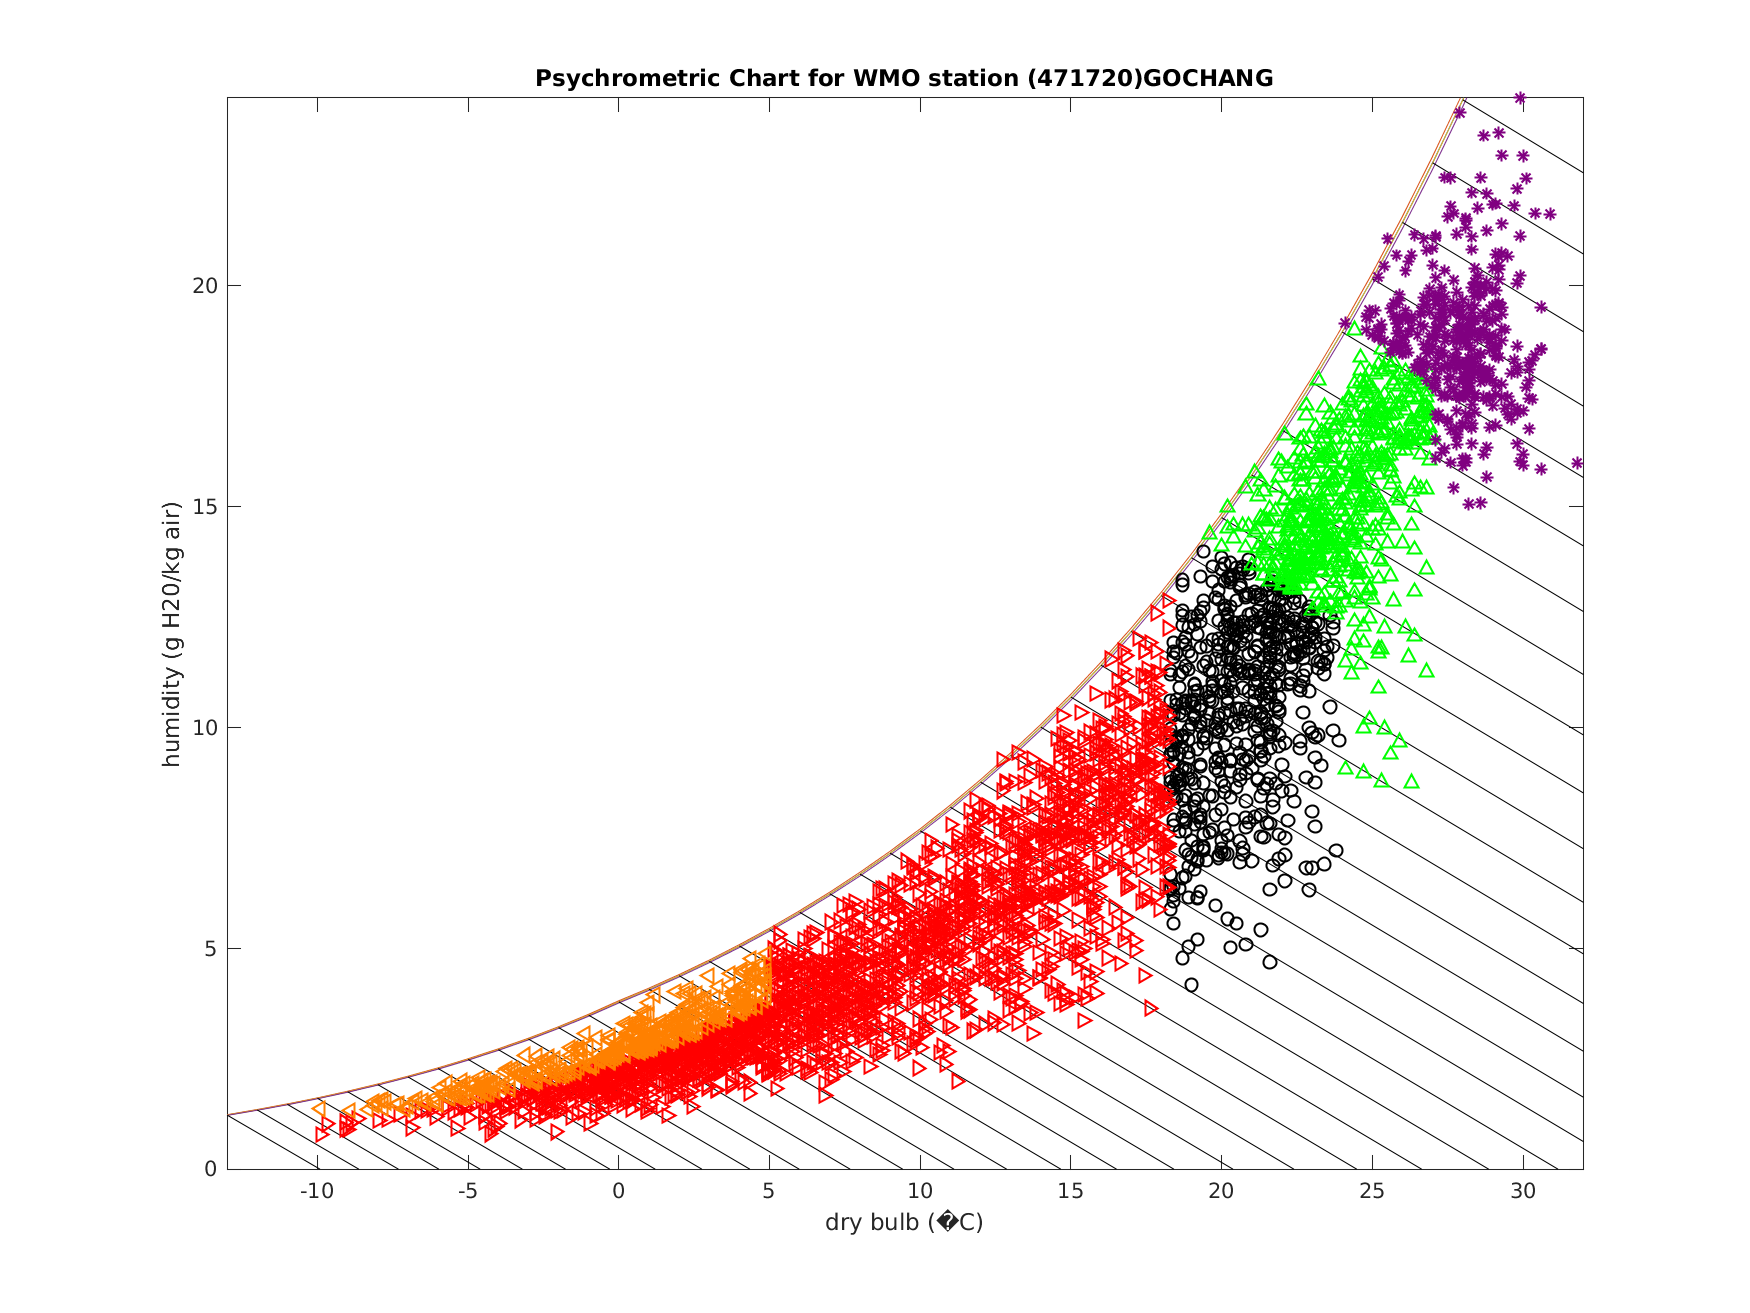 Psychrometric Chart for WMO station (471720)GOCHANG
humidity (g H20/kg air)
20
15
10
5
0
-10 -5 0 5 10 15 20 25 30
dry bulb (�C)